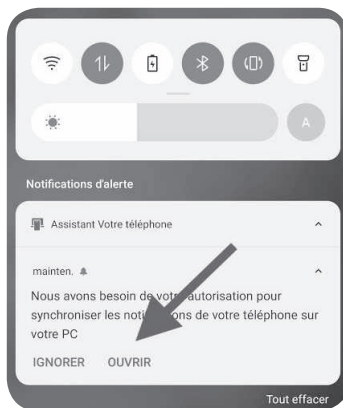 A
Notifications d'alerte
Assistant Votre téléphone
mainten.
Nous avons besoin de votre autorisation pour
synchroniser les de votre téléphone sur
votre PC
IGNORER OUVRIR
Tout effacer